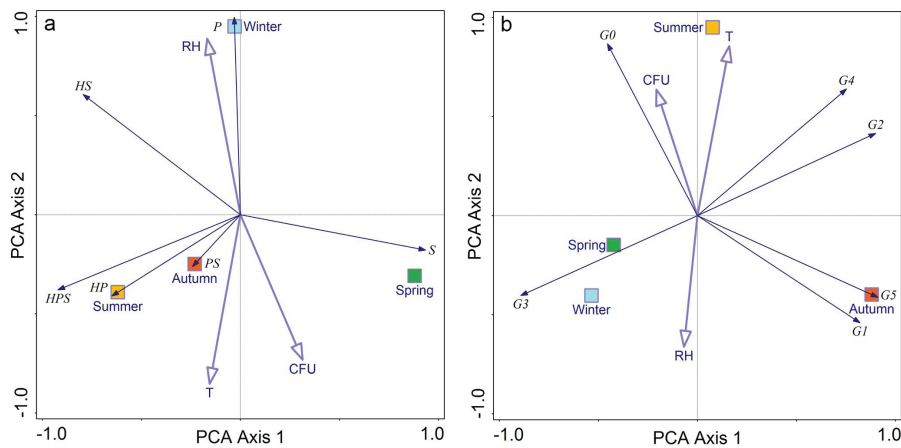 a
1.0
PCA Axis 2
-1.0
P
Winter
RH
HS
S
PS
Autumn
HP
HPS
Summer
Spring
CFU
T
-1.0
PCA Axis 1
1.0
b
1.0
PCA Axis 2
-1.0
Summer
G0
T
CFU
G4
G2
Spring
G3
Winter
G5
Autumn
G1
RH
-1.0
PCA Axis 1
1.0